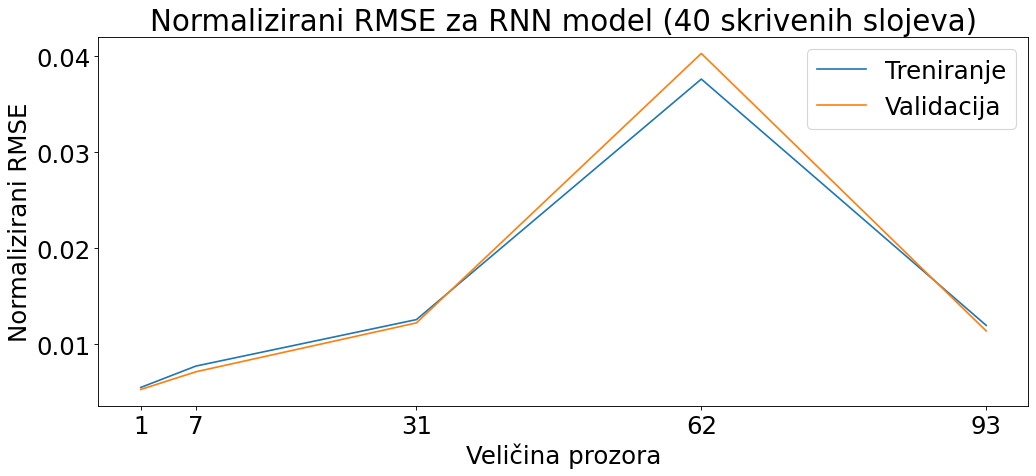 Normalizirani RMSE za RNN model (40 skrivenih slojeva)
Normalizirani RMSE
0.04
0.03
0.02
0.01
Treniranje
Validacija
1 7 31 62 93
Veličina prozora